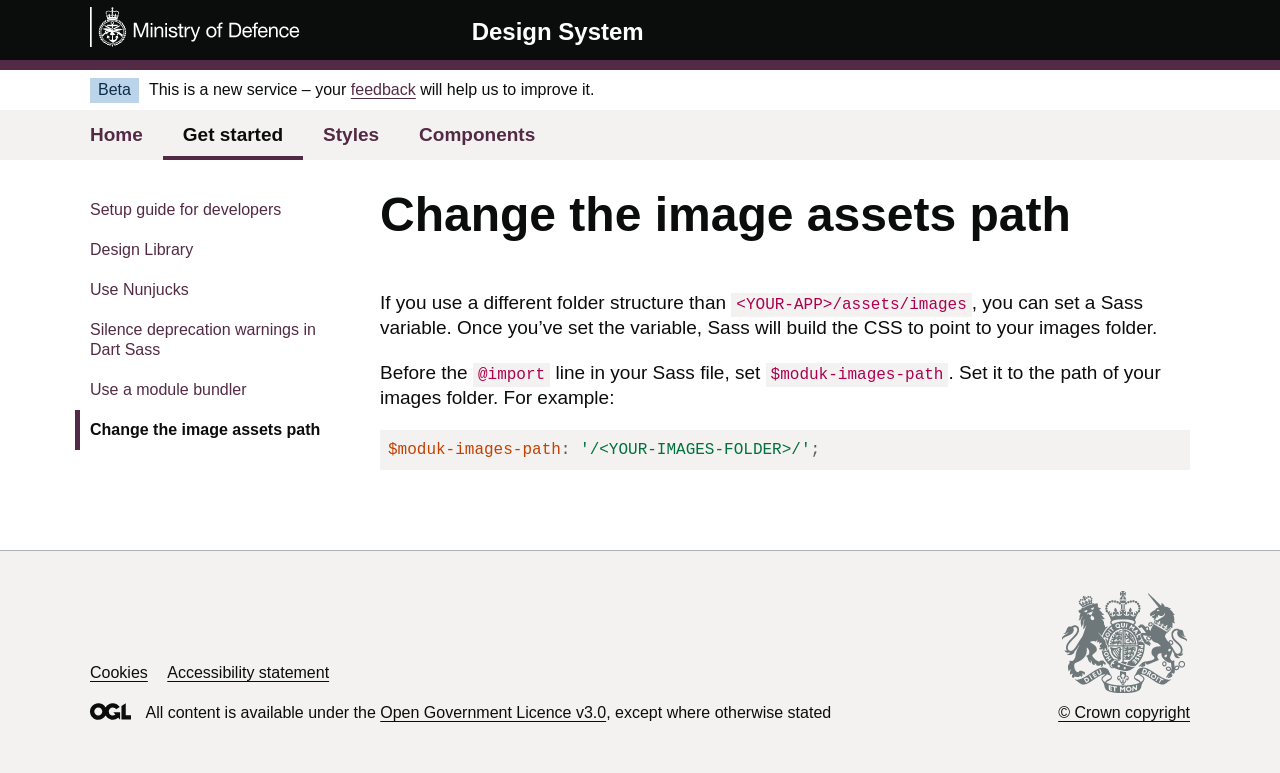 Ministry of Defence
Design System
Beta This is a new service – your feedback will help us to improve it.
Home Get started Styles Components
Setup guide for developers
Design Library
Use Nunjucks
Silence deprecation warnings in
Dart Sass
Use a module bundler
Change the image assets path
Change the image assets path
If you use a different folder structure than <YOUR-APP>/assets/images, you can set a Sass
variable. Once you’ve set the variable, Sass will build the CSS to point to your images folder.
Before the @import line in your Sass file, set $moduk-images-path. Set it to the path of your
images folder. For example:
$moduk-images-path: '/<YOUR-IMAGES-FOLDER>/';
Cookies Accessibility statement
OGL All content is available under the Open Government Licence v3.0, except where otherwise stated
DIEU ET MON DROIT
© Crown copyright